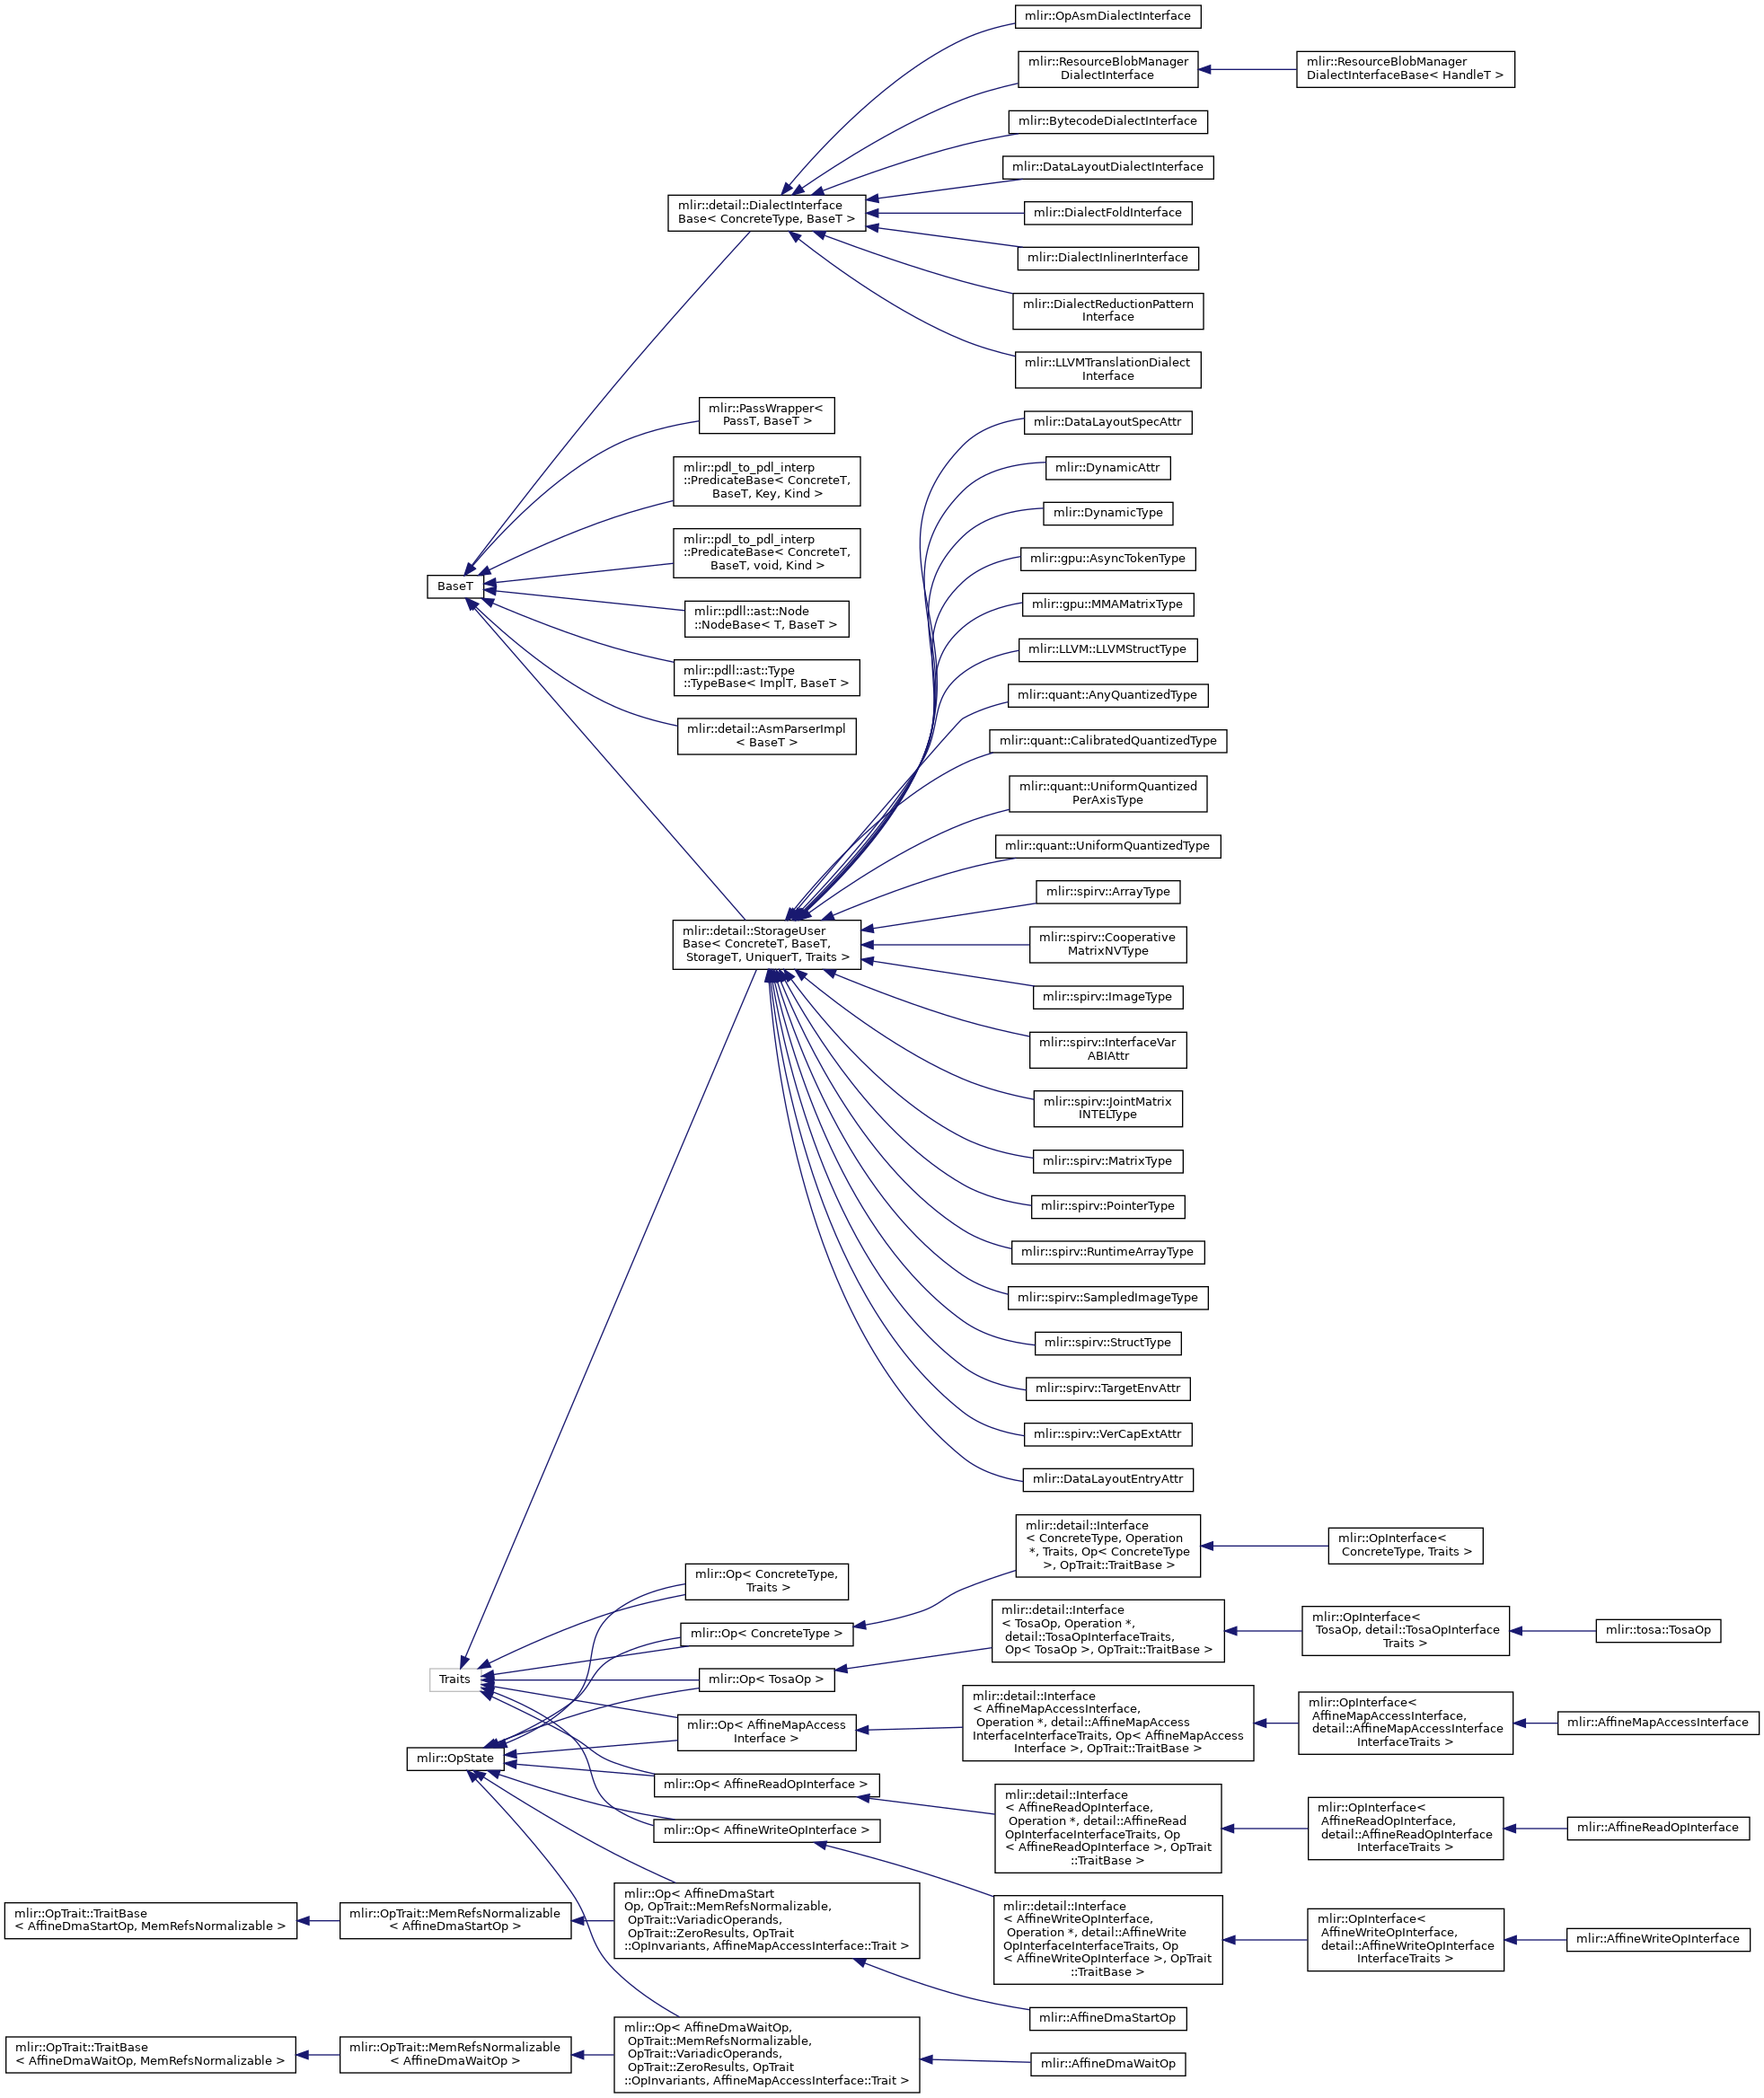 mlir::OpAsmDialectInterface
mlir::ResourceBlobManager
DialectInterface
mlir::ResourceBlobManager
DialectInterfaceBase< HandleT >
mlir::BytecodeDialectInterface
mlir::DataLayoutDialectInterface
mlir::detail::DialectInterface
Base< ConcreteType, BaseT >
mlir::DialectFoldInterface
mlir::DialectInlinerInterface
mlir::DialectReductionPattern
Interface
mlir::LLVMTranslationDialect
Interface
mlir::PassWrapper<
PassT, BaseT >
mlir::pdl_to_pdl_interp
::PredicateBase< ConcreteT,
BaseT, Key, Kind >
mlir::pdl_to_pdl_interp
::PredicateBase< ConcreteT,
BaseT, void, Kind >
BaseT
mlir::pdll::ast::Node
::NodeBase< T, BaseT >
mlir::pdll::ast::Type
::TypeBase< ImplT, BaseT >
mlir::detail::AsmParserImpl
< BaseT >
mlir::DataLayoutSpecAttr
mlir::DynamicAttr
mlir::DynamicType
mlir::gpu::AsyncTokenType
mlir::gpu::MMAMatrixType
mlir::LLVM::LLVMStructType
mlir::quant::AnyQuantizedType
mlir::quant::CalibratedQuantizedType
mlir::quant::UniformQuantized
PerAxisType
mlir::quant::UniformQuantizedType
mlir::spirv::ArrayType
mlir::detail::StorageUser
Base< ConcreteT, BaseT,
StorageT, UniquerT, Traits >
mlir::spirv::Cooperative
MatrixNVType
mlir::spirv::ImageType
mlir::spirv::InterfaceVar
ABIAttr
mlir::spirv::JointMatrix
INTELType
mlir::spirv::MatrixType
mlir::spirv::PointerType
mlir::spirv::RuntimeArrayType
mlir::spirv::SampledImageType
mlir::spirv::StructType
mlir::spirv::TargetEnvAttr
mlir::spirv::VerCapExtAttr
mlir::DataLayoutEntryAttr
mlir::detail::Interface
< ConcreteType, Operation
*, Traits, Op< ConcreteType
>, OpTrait::TraitBase >
mlir::OpInterface<
ConcreteType, Traits >
mlir::Op< ConcreteType,
Traits >
mlir::Op< ConcreteType >
mlir::detail::Interface
< TosaOp, Operation *,
detail::TosaOpInterfaceTraits,
Op< TosaOp >, OpTrait::TraitBase >
mlir::OpInterface<
TosaOp, detail::TosaOpInterface
Traits >
mlir::tosa::TosaOp
Traits
mlir::Op< TosaOp >
mlir::Op< AffineMapAccess
Interface >
mlir::detail::Interface
< AffineMapAccessInterface,
Operation *, detail::AffineMapAccess
InterfaceInterfaceTraits, Op< AffineMapAccess
Interface >, OpTrait::TraitBase >
mlir::OpInterface<
AffineMapAccessInterface,
detail::AffineMapAccessInterface
InterfaceTraits >
mlir::AffineMapAccessInterface
mlir::OpState
mlir::Op< AffineReadOpInterface >
mlir::detail::Interface
< AffineReadOpInterface,
Operation *, detail::AffineRead
OpInterfaceInterfaceTraits, Op
< AffineReadOpInterface >, OpTrait
::TraitBase >
mlir::OpInterface<
AffineReadOpInterface,
detail::AffineReadOpInterface
InterfaceTraits >
mlir::AffineReadOpInterface
mlir::Op< AffineWriteOpInterface >
mlir::detail::Interface
< AffineWriteOpInterface,
Operation *, detail::AffineWrite
OpInterfaceInterfaceTraits, Op
< AffineWriteOpInterface >, OpTrait
::TraitBase >
mlir::OpInterface<
AffineWriteOpInterface,
detail::AffineWriteOpInterface
InterfaceTraits >
mlir::AffineWriteOpInterface
mlir::OpTrait::TraitBase
< AffineDmaStartOp, MemRefsNormalizable >
mlir::OpTrait::MemRefsNormalizable
< AffineDmaStartOp >
mlir::Op< AffineDmaStart
Op, OpTrait::MemRefsNormalizable,
OpTrait::VariadicOperands,
OpTrait::ZeroResults, OpTrait
::OpInvariants, AffineMapAccessInterface::Trait >
mlir::AffineDmaStartOp
mlir::OpTrait::TraitBase
< AffineDmaWaitOp, MemRefsNormalizable >
mlir::OpTrait::MemRefsNormalizable
< AffineDmaWaitOp >
mlir::Op< AffineDmaWaitOp,
OpTrait::MemRefsNormalizable,
OpTrait::VariadicOperands,
OpTrait::ZeroResults, OpTrait
::OpInvariants, AffineMapAccessInterface::Trait >
mlir::AffineDmaWaitOp